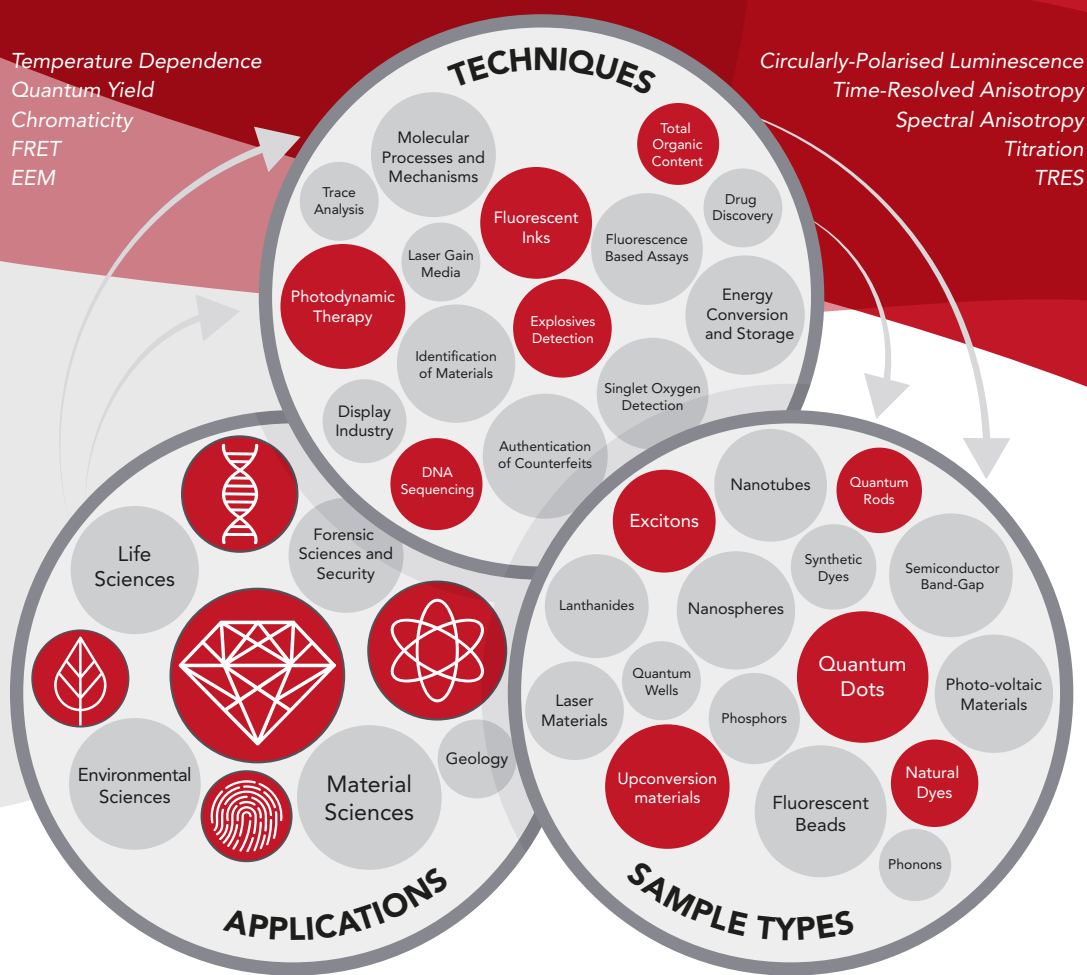 Temperature Dependence
Quantum Yield
Chromaticity
FRET
EEM
Circularly-Polarised Luminescence
Time-Resolved Anisotropy
Spectral Anisotropy
Titration
TRES
TECHNIQUES
Molecular
Processes and
Mechanisms
Total
Organic
Content
Trace
Analysis
Fluorescent
Inks
Drug
Discovery
Laser Gain
Media
Fluorescence
Based Assays
Photodynamic
Therapy
Explosives
Detection
Energy
Conversion
and Storage
Identification
of Materials
Singlet Oxygen
Detection
Display
Industry
DNA
Sequencing
Authentication
of Counterfeits
Life
Sciences
Forensic
Sciences and
Security
Environmental
Sciences
Material
Sciences
Geology
APPLICATIONS
Excitons
Nanotubes
Quantum
Rods
Synthetic
Dyes
Semiconductor
Band-Gap
Lanthanides
Nanospheres
Quantum
Wells
Quantum
Dots
Photo-voltaic
Materials
Laser
Materials
Phosphors
Upconversion
materials
Fluorescent
Beads
Natural
Dyes
Phonons
SAMPLE TYPES